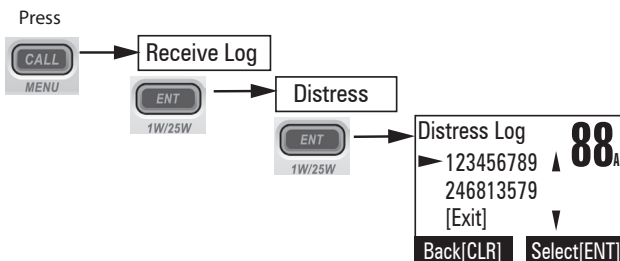 Press
CALL
MENU
Receive Log
ENT
1W/25W
Distress
ENT
1W/25W
Distress Log
88A
123456789
246813579
[Exit]
Back[CLR] Select[ENT]